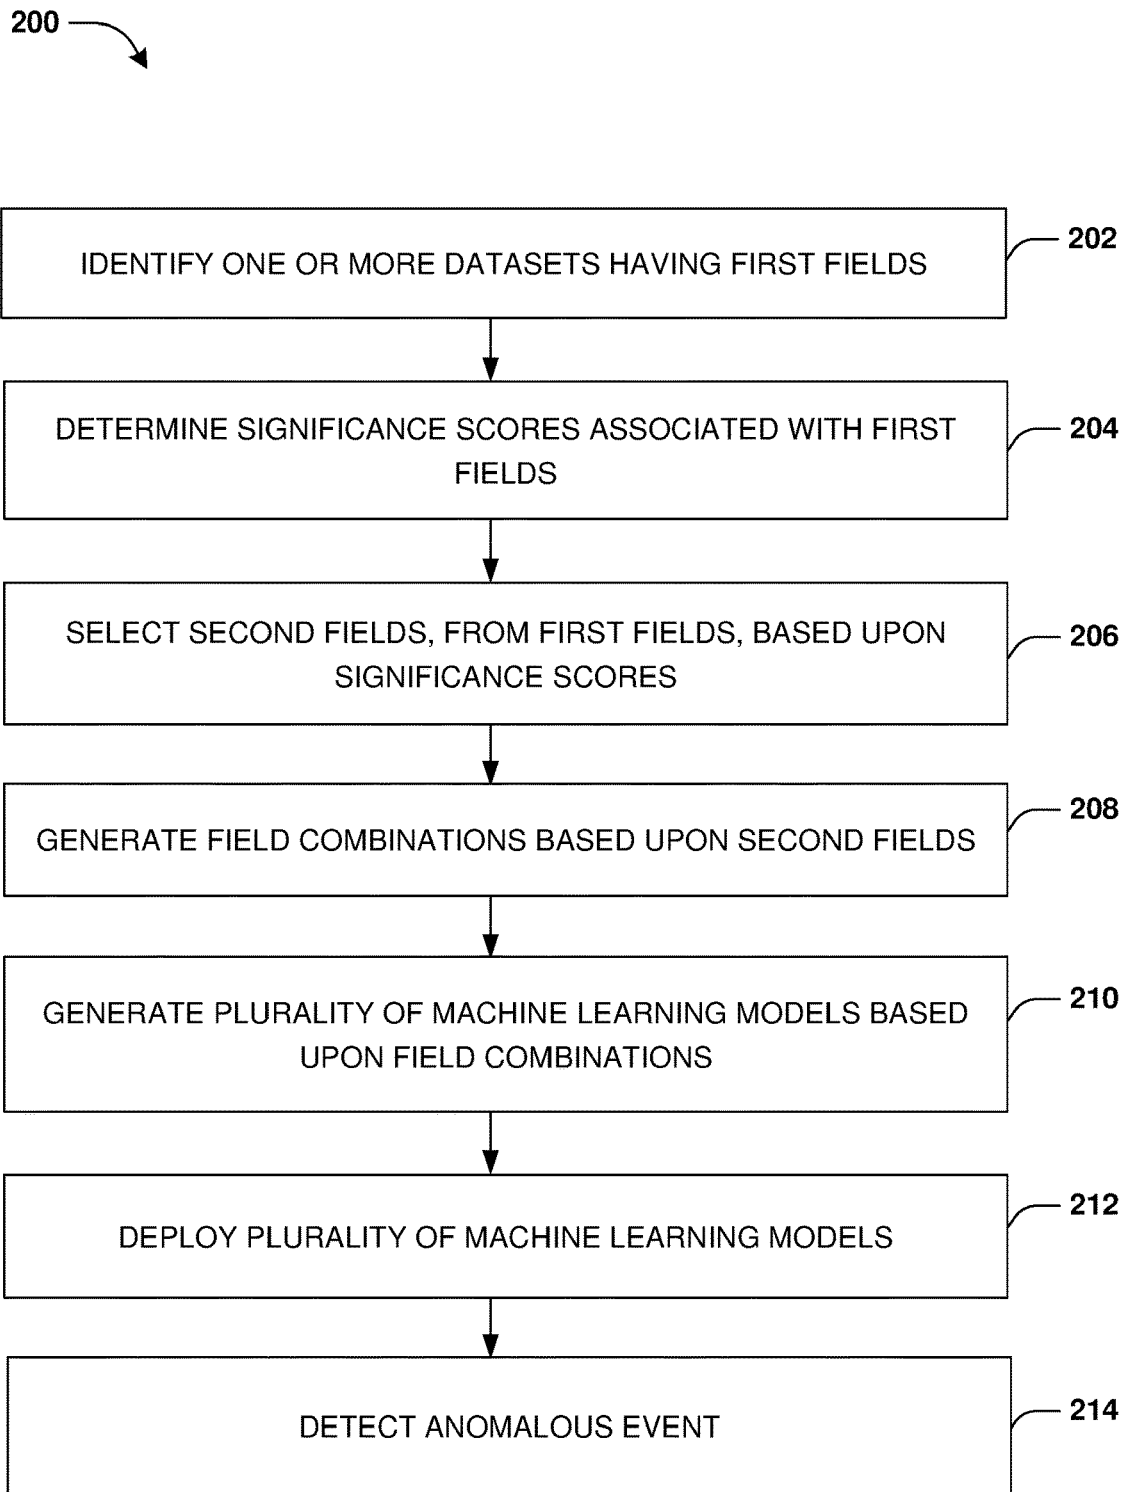 200
IDENTIFY ONE OR MORE DATASETS HAVING FIRST FIELDS
202
DETERMINE SIGNIFICANCE SCORES ASSOCIATED WITH FIRST
FIELDS
204
SELECT SECOND FIELDS, FROM FIRST FIELDS, BASED UPON
SIGNIFICANCE SCORES
206
GENERATE FIELD COMBINATIONS BASED UPON SECOND FIELDS
208
GENERATE PLURALITY OF MACHINE LEARNING MODELS BASED
UPON FIELD COMBINATIONS
210
DEPLOY PLURALITY OF MACHINE LEARNING MODELS
212
DETECT ANOMALOUS EVENT
214